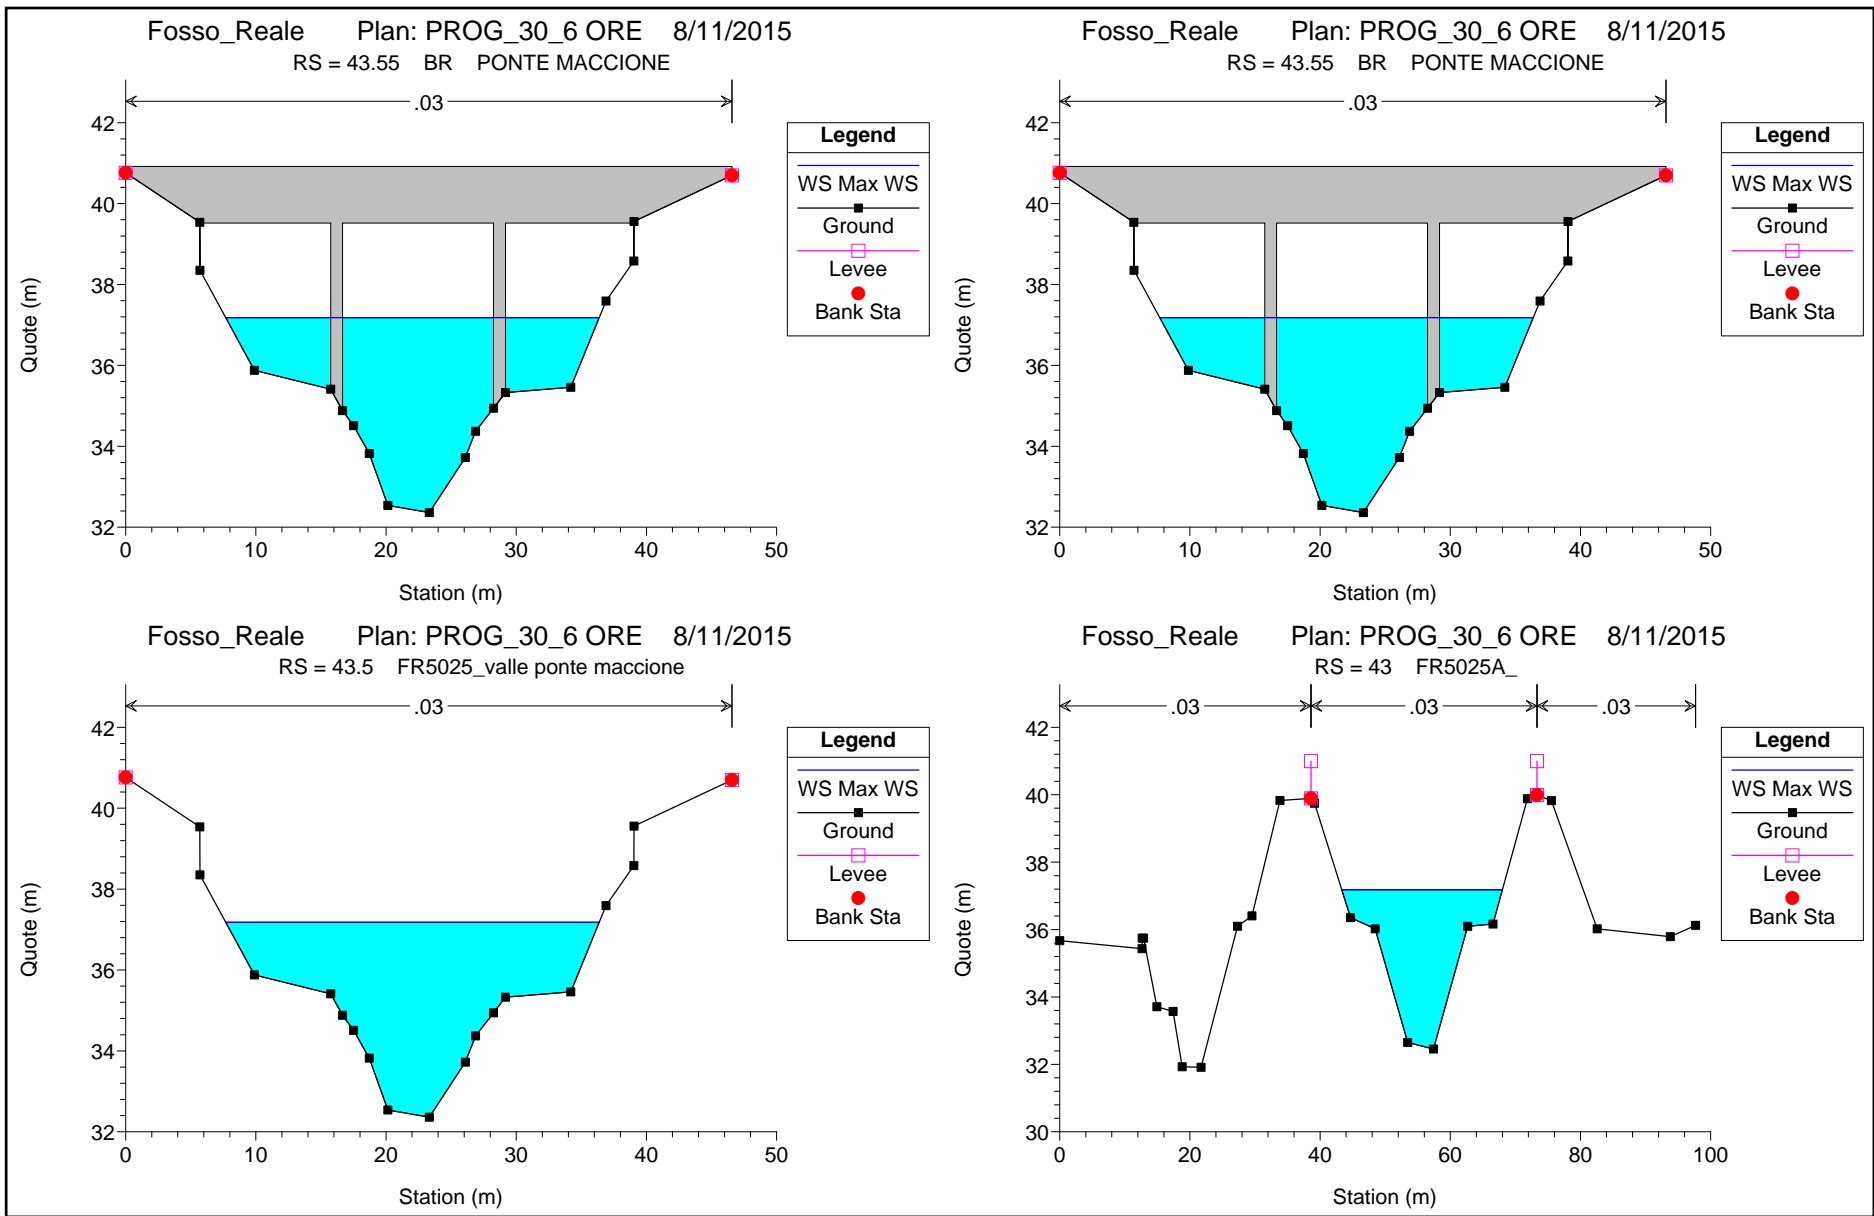 Fosso_Reale Plan: PROG_30_6 ORE 8/11/2015
RS = 43.55 BR PONTE MACCIONE
.03
42
40
38
36
34
32
0 10 20 30 40 50
Quote (m)
Station (m)
Legend
WS Max WS
Ground
Levee
Bank Sta
Fosso_Reale Plan: PROG_30_6 ORE 8/11/2015
RS = 43.55 BR PONTE MACCIONE
.03
42
40
38
36
34
32
0 10 20 30 40 50
Quote (m)
Station (m)
Legend
WS Max WS
Ground
Levee
Bank Sta
Fosso_Reale Plan: PROG_30_6 ORE 8/11/2015
RS = 43.5 FR5025_valle ponte maccione
.03
42
40
38
36
34
32
0 10 20 30 40 50
Quote (m)
Station (m)
Legend
WS Max WS
Ground
Levee
Bank Sta
Fosso_Reale Plan: PROG_30_6 ORE 8/11/2015
RS = 43 FR5025A_
.03 .03 .03
42
40
38
36
34
32
30
0 20 40 60 80 100
Quote (m)
Station (m)
Legend
WS Max WS
Ground
Levee
Bank Sta